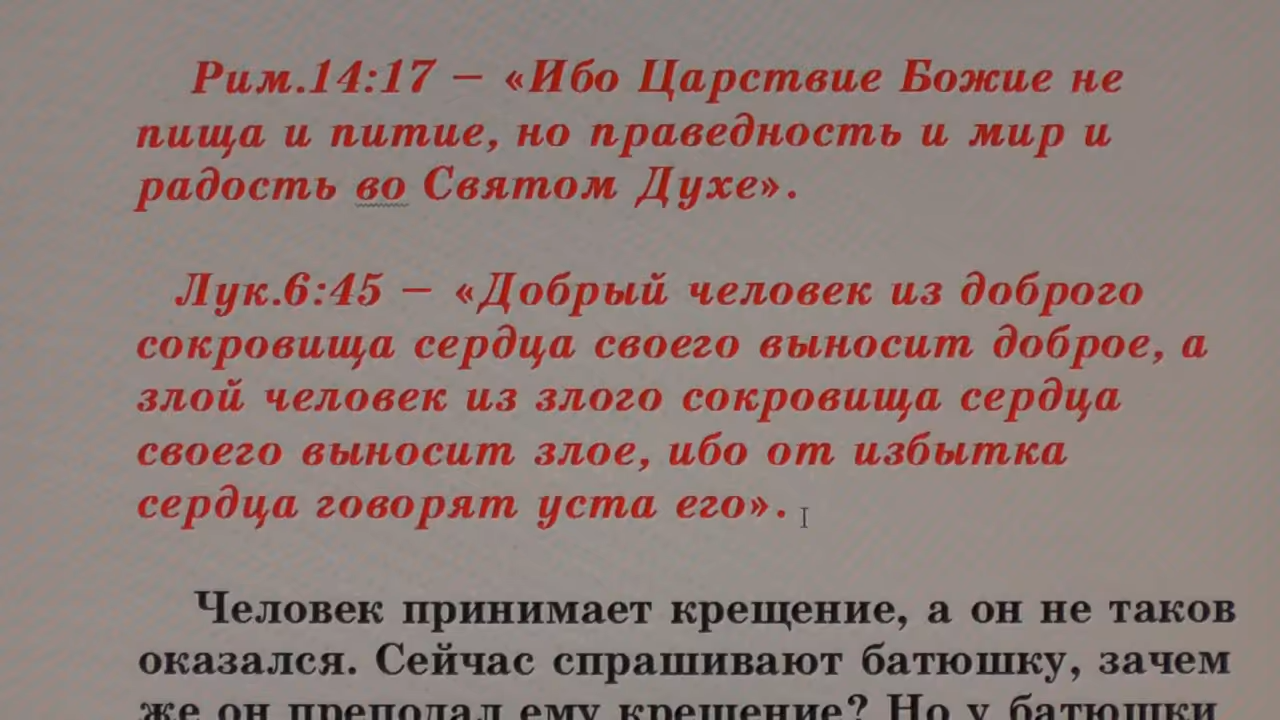 Рим.14:17 – «Ибо Царствие Божие не
пища и питие, но праведность и мир и
радость во Святом Духе».
Лук.6:45 – «Добрый человек из доброго
сокровища сердца своего выносит доброе, а
злой человек из злого сокровища сердца
своего выносит злое, ибо от избытка
сердца говорят уста его».
Человек принимает крещение, а он не таков
оказался. Сейчас спрашивают батюшку, зачем
же он преподал ему крещение? Но у батюшки